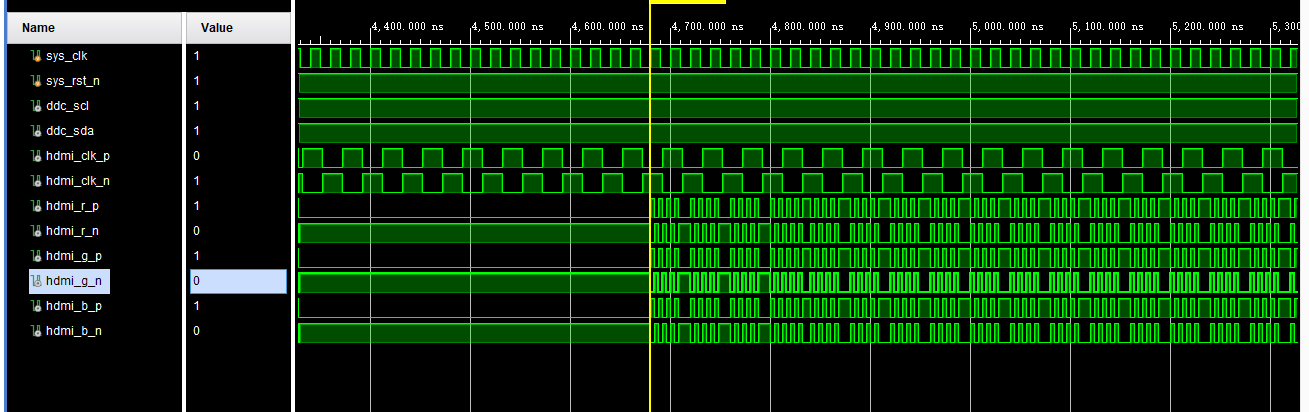 Name Value
4,400.000 ns 4,500.000 ns 4,600.000 ns 4,700.000 ns 4,800.000 ns 4,900.000 ns 5,000.000 ns 5,100.000 ns 5,200.000 ns 5,300
sys_clk 1
sys_rst_n 1
ddc_scl 1
ddc_sda 1
hdmi_clk_p 0
hdmi_clk_n 1
hdmi_r_p 1
hdmi_r_n 0
hdmi_g_p 1
hdmi_g_n 0
hdmi_b_p 1
hdmi_b_n 0